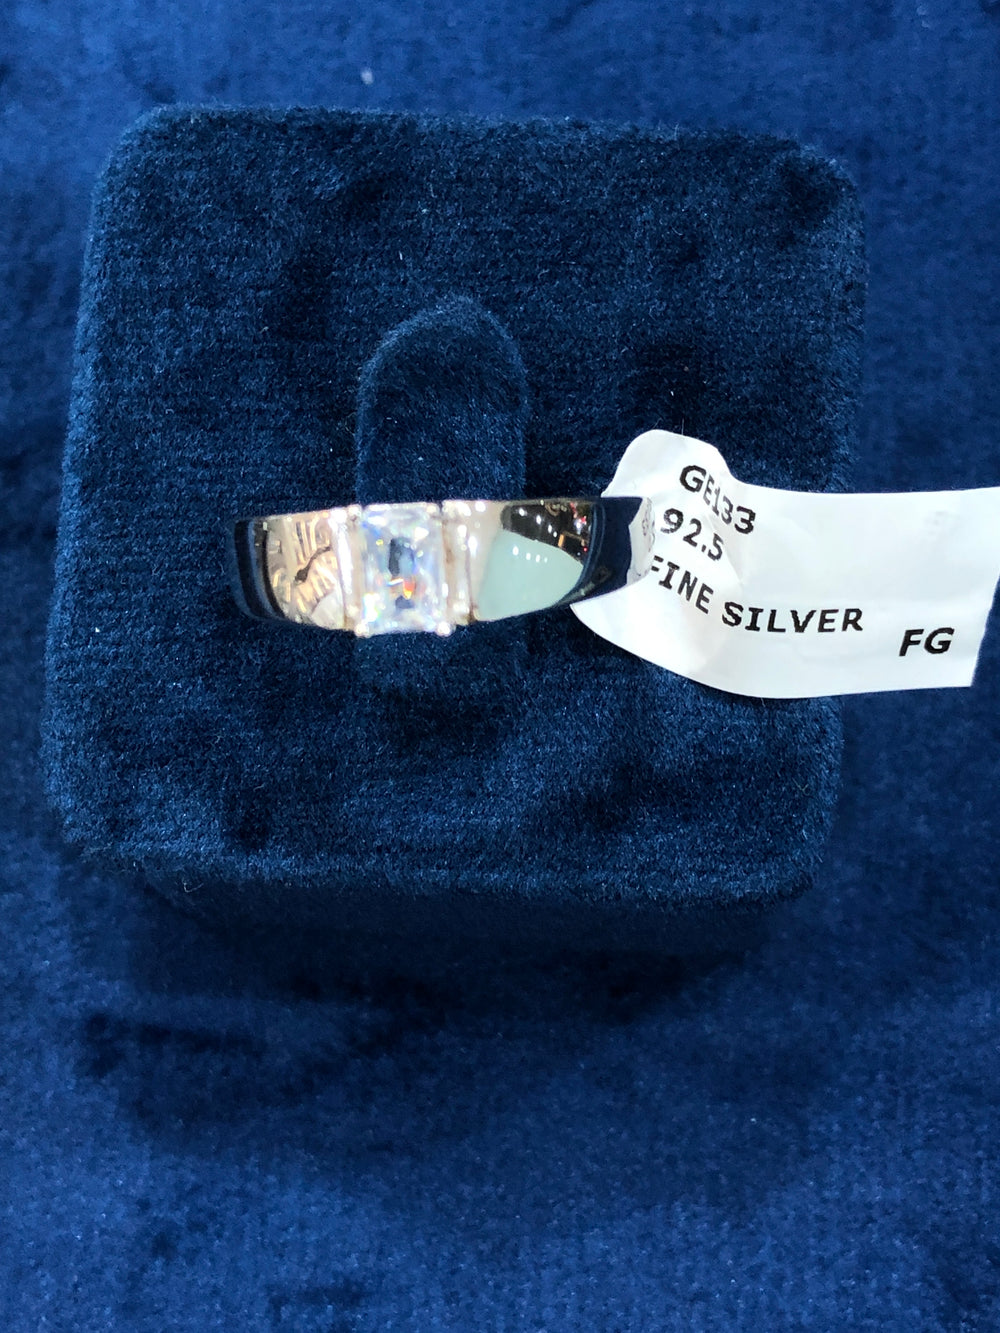 GE133
92.5
FINE SILVER
FG